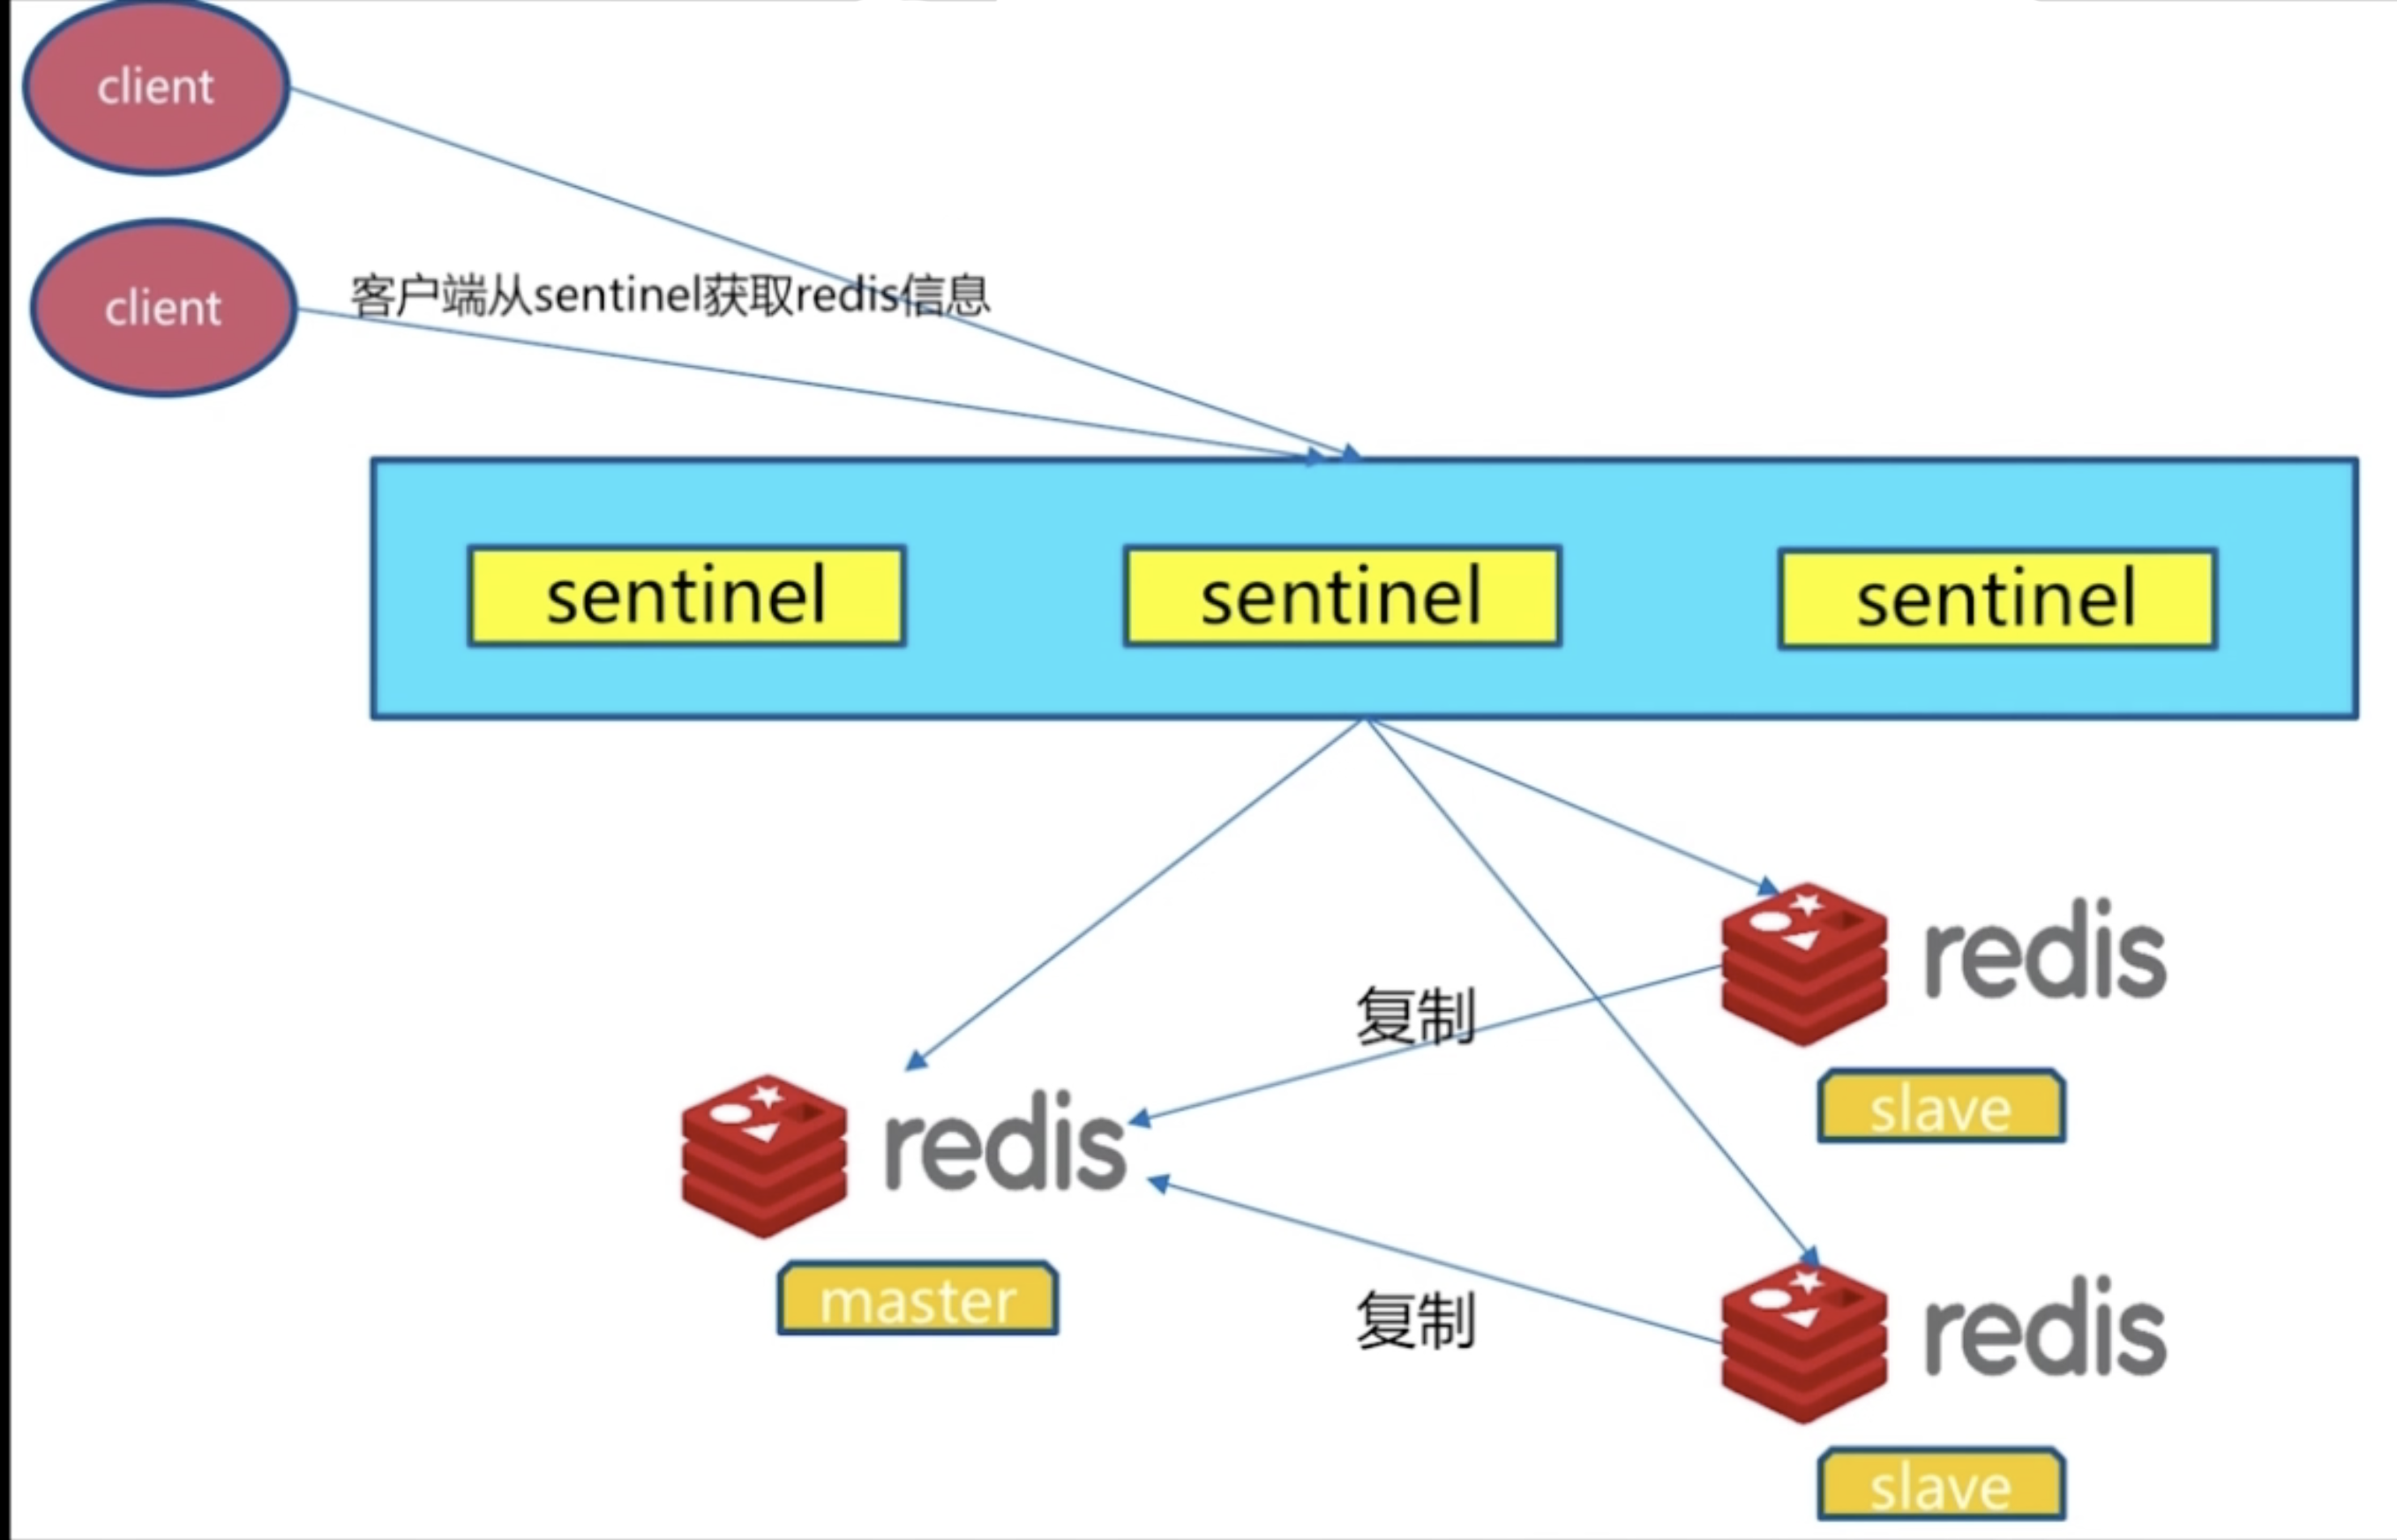 client
client
客户端从sentinel获取redis信息
sentinel
sentinel
sentinel
redis
slave
复制
redis
master
复制
redis
slave